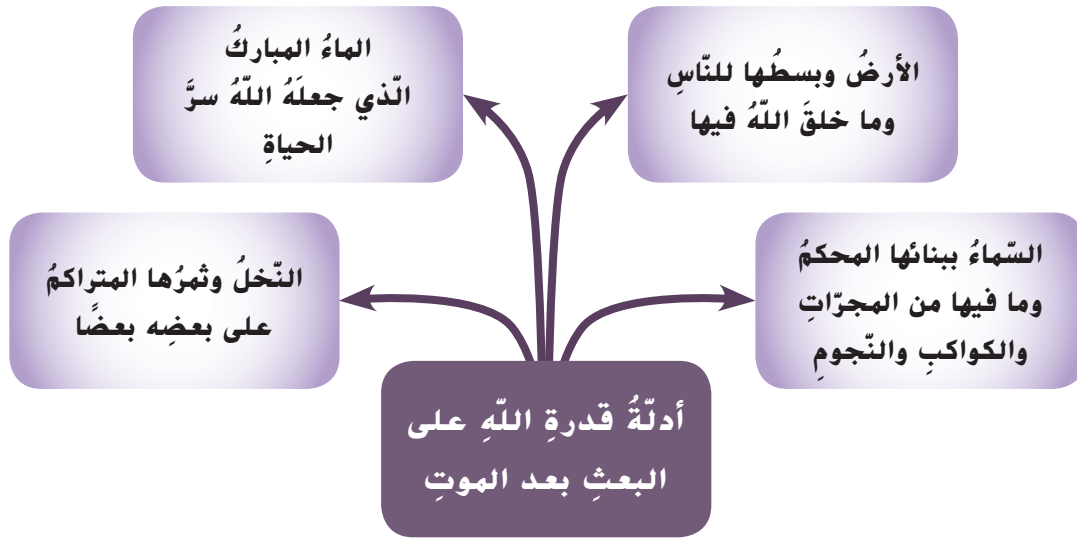 الأرضُ وبسطُها للنّاسِ
وما خلقَ اللّهُ فيها
الماءُ المباركُ
الّذي جعلَهُ اللّهُ سرَّ
الحياةِ
السّماءُ ببنائها المحكمُ
وما فيها من المجرّاتِ
والكواكبِ والنّجومِ
النّخلُ وثمرُها المتراكمُ
على بعضِه بعضًا
أدلّةُ قدرةِ اللّهِ على
البعثِ بعد الموتِ